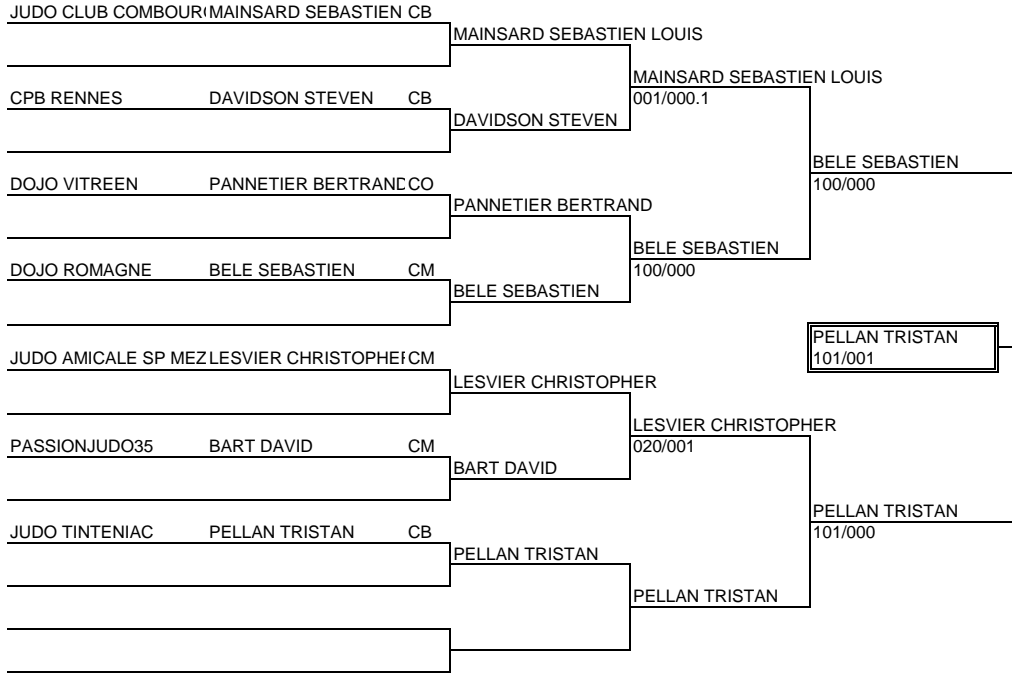 JUDO CLUB COMBOUR MAINSARD SEBASTIEN CB
MAINSARD SEBASTIEN LOUIS
MAINSARD SEBASTIEN LOUIS
001/000.1
CPB RENNES DAVIDSON STEVEN CB
DAVIDSON STEVEN
BELE SEBASTIEN
100/000
DOJO VITREEN PANNETIER BERTRAND CO
PANNETIER BERTRAND
BELE SEBASTIEN
100/000
DOJO ROMAGNE BELE SEBASTIEN CM
BELE SEBASTIEN
PELLAN TRISTAN
101/001
JUDO AMICALE SP MEZ LESVIER CHRISTOPHE CM
LESVIER CHRISTOPHER
LESVIER CHRISTOPHER
020/001
PASSIONJUDO35 BART DAVID CM
BART DAVID
PELLAN TRISTAN
101/000
JUDO TINTENIAC PELLAN TRISTAN CB
PELLAN TRISTAN
PELLAN TRISTAN